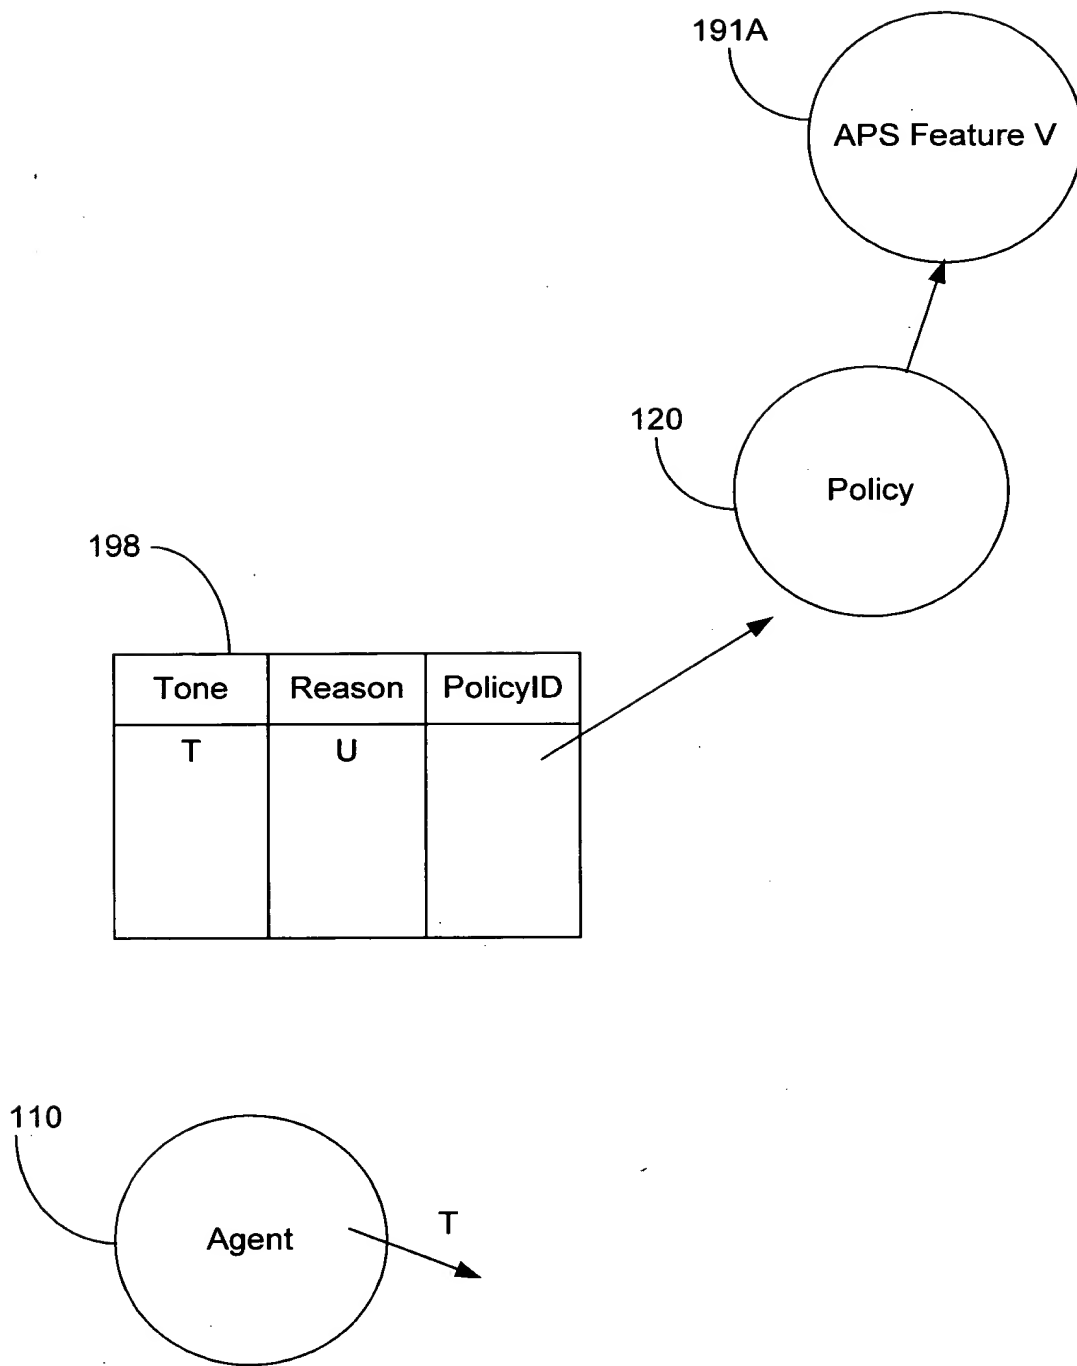 191A
APS Feature V
120
Policy
198
Tone Reason PolicyID
T U
110
Agent
T